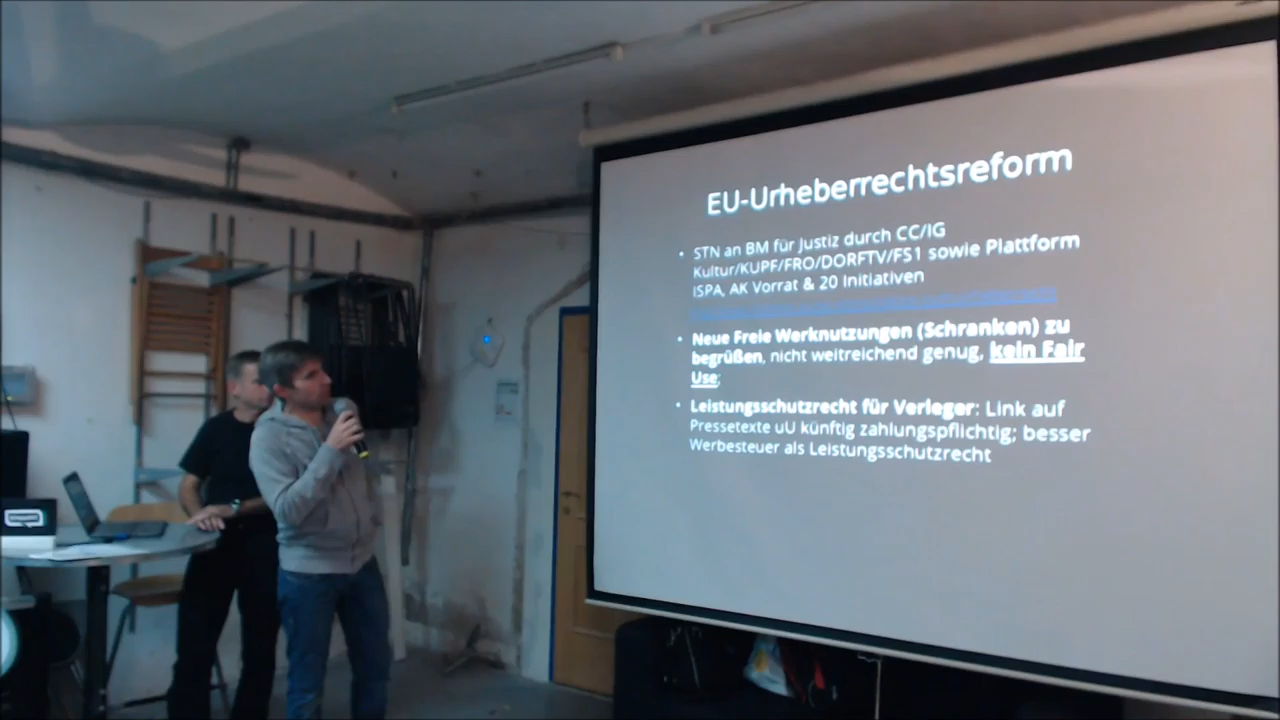 EU-Urheberrechtsreform
• STN an BM für Justiz durch CC/IG
Kultur/KUPF/FRO/DORFTV/FS1 sowie Plattform
ISPA, AK Vorrat & 20 Initiativen
• Neue Freie Werknutzungen (Schranken) zu
begrüßen, nicht weitreichend genug, kein Fair
Use;
• Leistungsschutzrecht für Verleger: Link auf
Pressetexte uU künftig zahlungspflichtig; besser
Werbesteuer als Leistungsschutzrecht